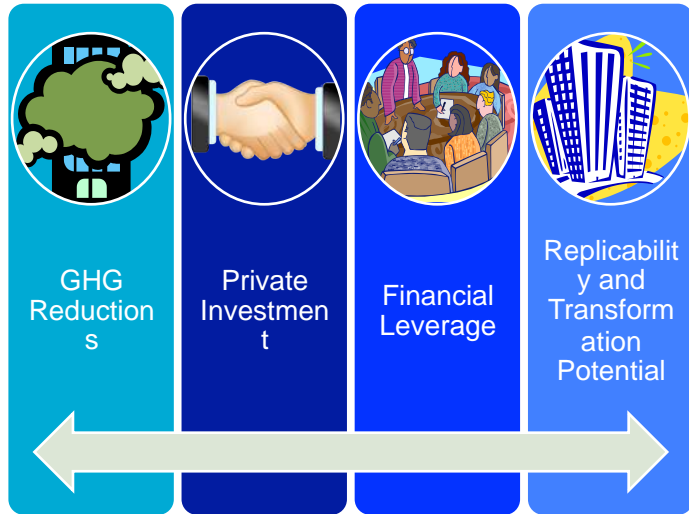 GHG
Reduction
s
Private
Investmen
t
Financial
Leverage
Replicabilit
y and
Transform
ation
Potential